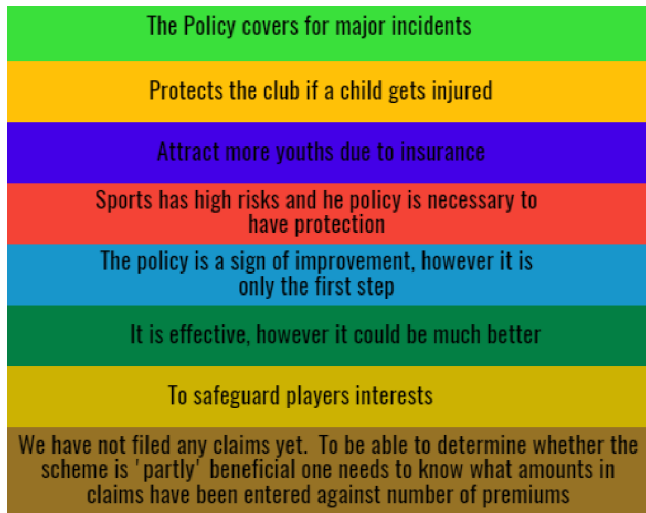 The Policy covers for major incidents
Protects the club if a child gets injured
Attract more youths due to insurance
Sports has high risks and he policy is necessary to
have protection
The policy is a sign of improvement, however it is
only the first step
It is effective, however it could be much better
To safeguard players interests
We have not filed any claims yet. To be able to determine whether the
scheme is 'partly' beneficial one needs to know what amounts in
claims have been entered against number of premiums